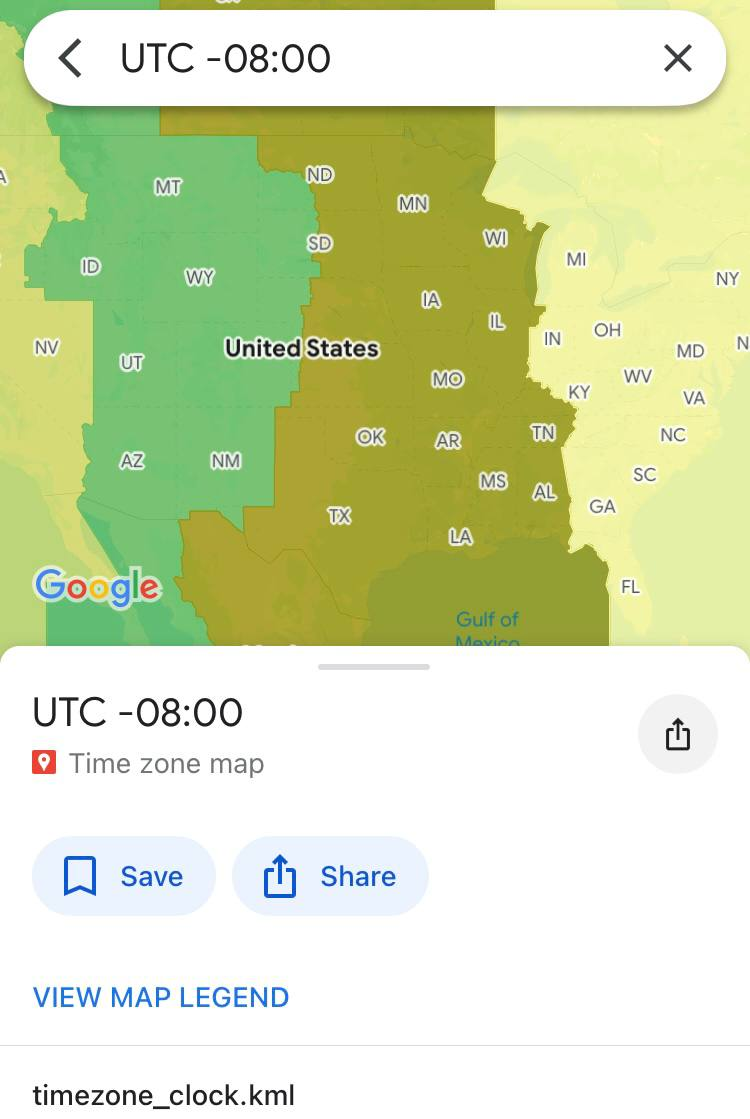 UTC -08:00
ND
MT
MN
WI
SD
MI
ID
WY
NY
IA
IL
OH
IN
NV
United States
MD
UT
WV
MO
KY
VA
OK
AR
TN
NC
AZ
NM
SC
MS
AL
GA
TX
LA
Google
FL
Gulf of
Mexico
UTC -08:00
Time zone map
Save
Share
VIEW MAP LEGEND
timezone_clock.kml